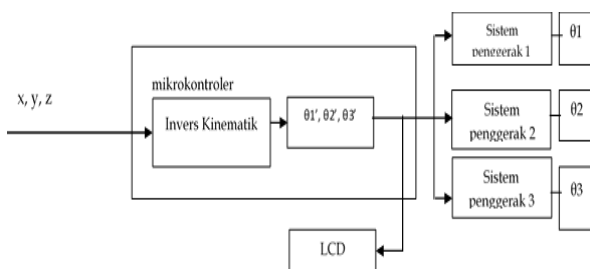 x, y, z
mikrokontroler
Invers Kinematik
θ1', θ2', θ3'
Sistem
penggerak 1
θ1
Sistem
penggerak 2
θ2
Sistem
penggerak 3
θ3
LCD